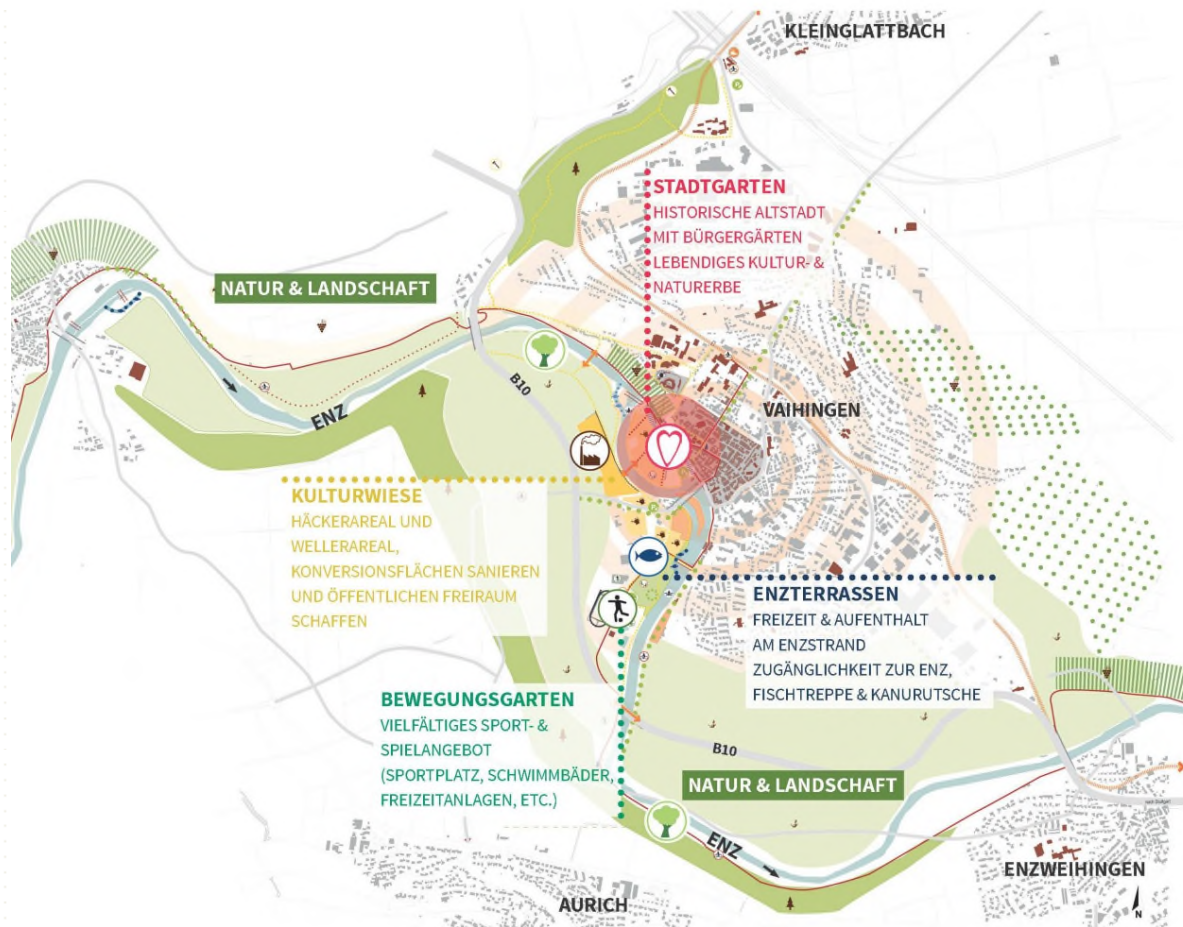 KLEINGLATTBACH
STADTGARTEN
HISTORISCHE ALTSTADT
MIT BÜRGERGÄRTEN
LEBENDIGES KULTUR- &
NATURERBE
NATUR & LANDSCHAFT
B10
ENZ
VAIHINGEN
KULTURWIESE
HÄCKERAREAL UND
WELLERAREAL,
KONVERSIONSFLÄCHEN SANIEREN
UND ÖFFENTLICHEN FREIRAUM
SCHAFFEN
ENZTERRASSEN
FREIZEIT & AUFENTHALT
AM ENZSTRAND
ZUGÄNGLICHKEIT ZUR ENZ,
FISCHTREPPE & KANURUTSCHE
BEWEGUNGSGARTEN
VIELFÄLTIGES SPORT- &
SPIELANGEBOT
(SPORTPLATZ, SCHWIMMBÄDER,
FREIZEITANLAGEN, ETC.)
B10
NATUR & LANDSCHAFT
ENZ
ENZWEIHINGEN
AURICH
N